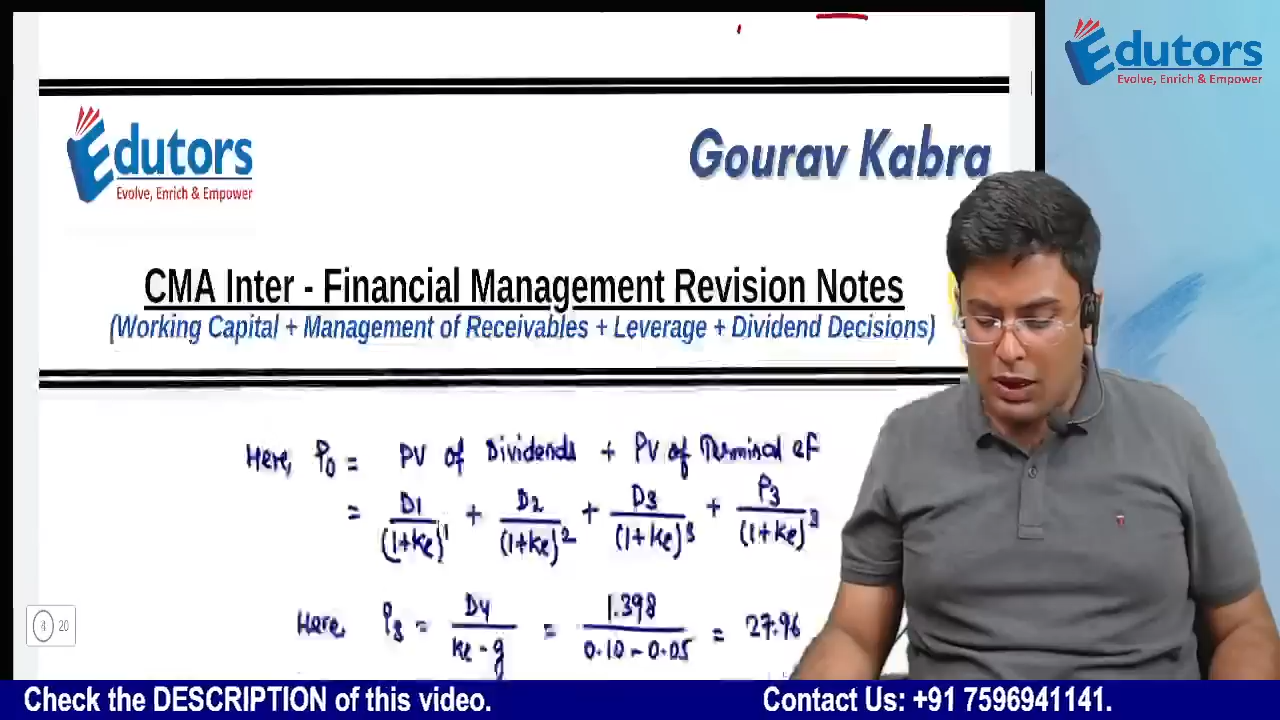 Edutors
Evolve, Enrich & Empower
Edutors
Evolve, Enrich & Empower
Gourav Kabra
CMA Inter - Financial Management Revision Notes
(Working Capital + Management of Receivables + Leverage + Dividend Decisions)
Here, P0 = PV of Dividends + PV of Terminal CF
= D1/(1+Ke)^1 + D2/(1+Ke)^2 + D3/(1+Ke)^3 + P3/(1+Ke)^3
Here, P3 = D4/Ke-g = 1.398/0.10-0.05 = 27.96
8 20
Check the DESCRIPTION of this video.
Contact Us: +91 7596941141.